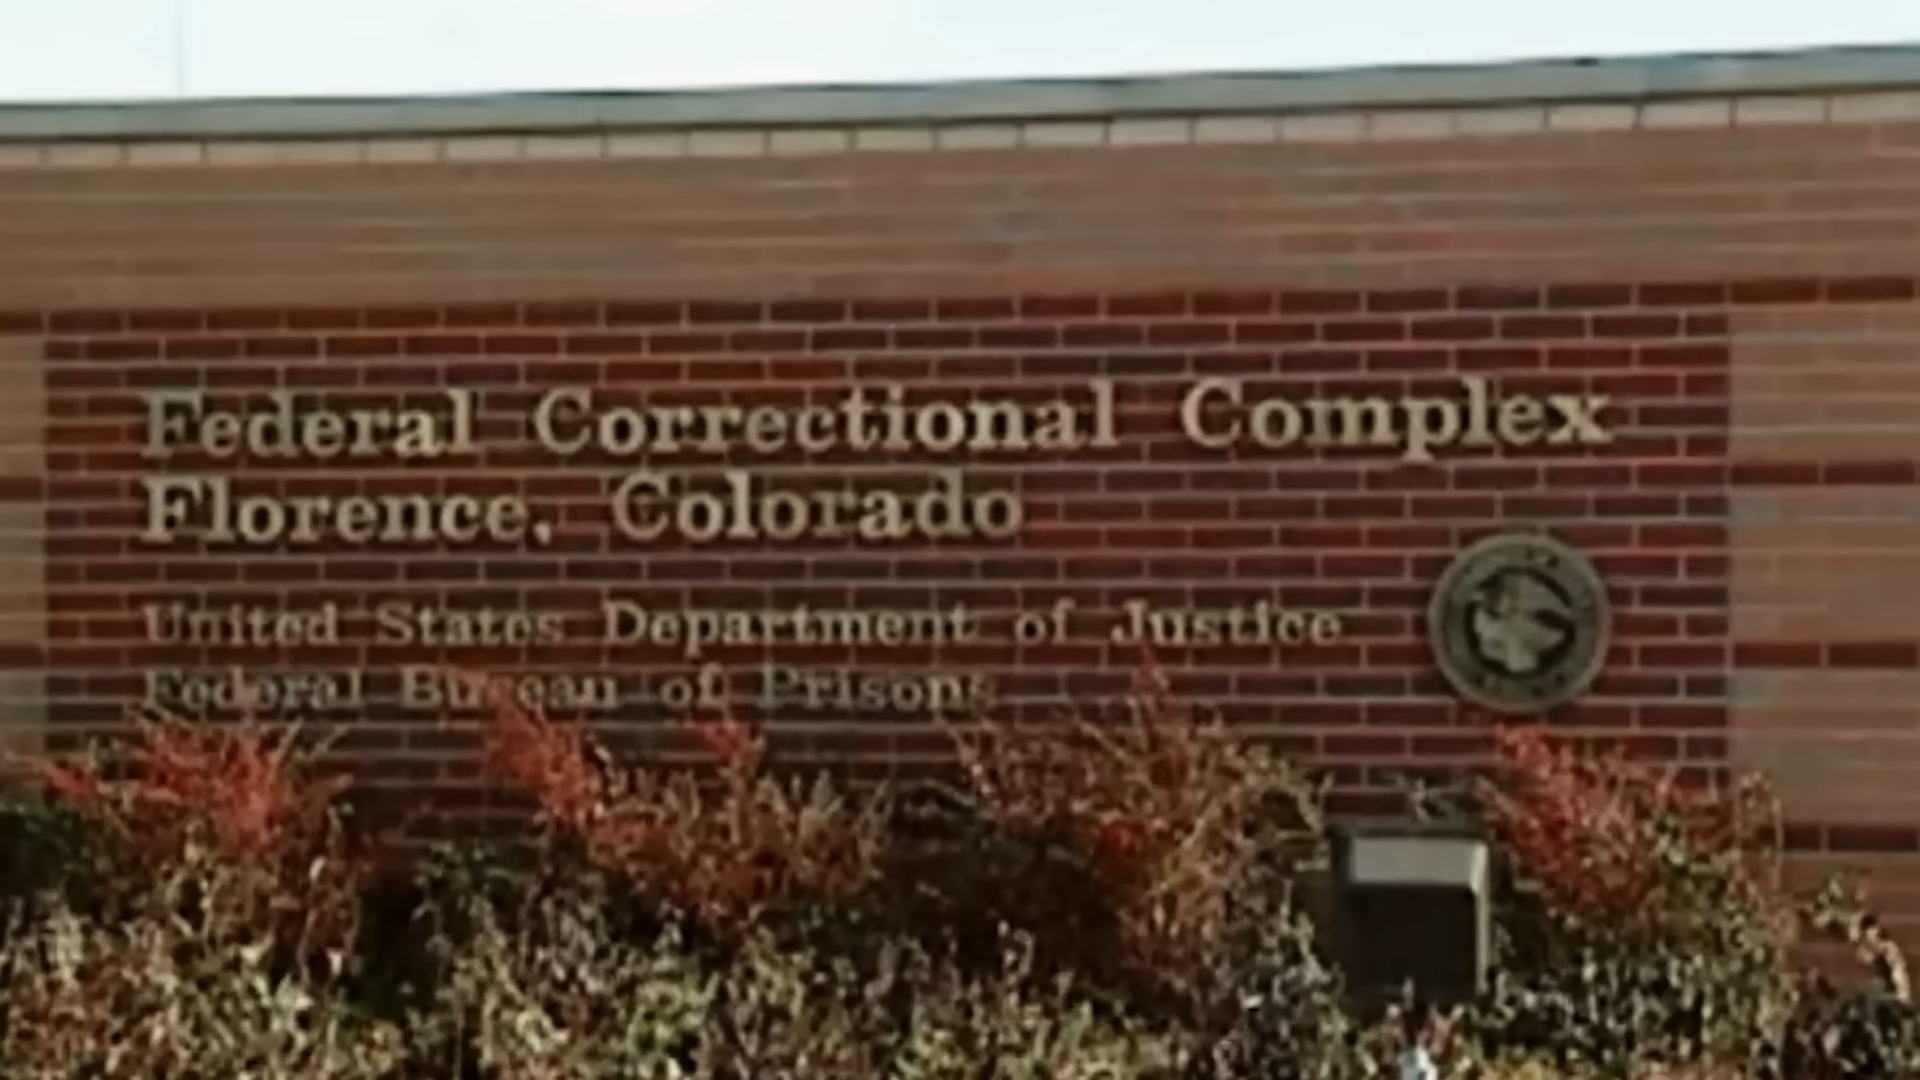 Federal Correctional Complex
Florence, Colorado
United States Department of Justice
Federal Bureau of Prisons